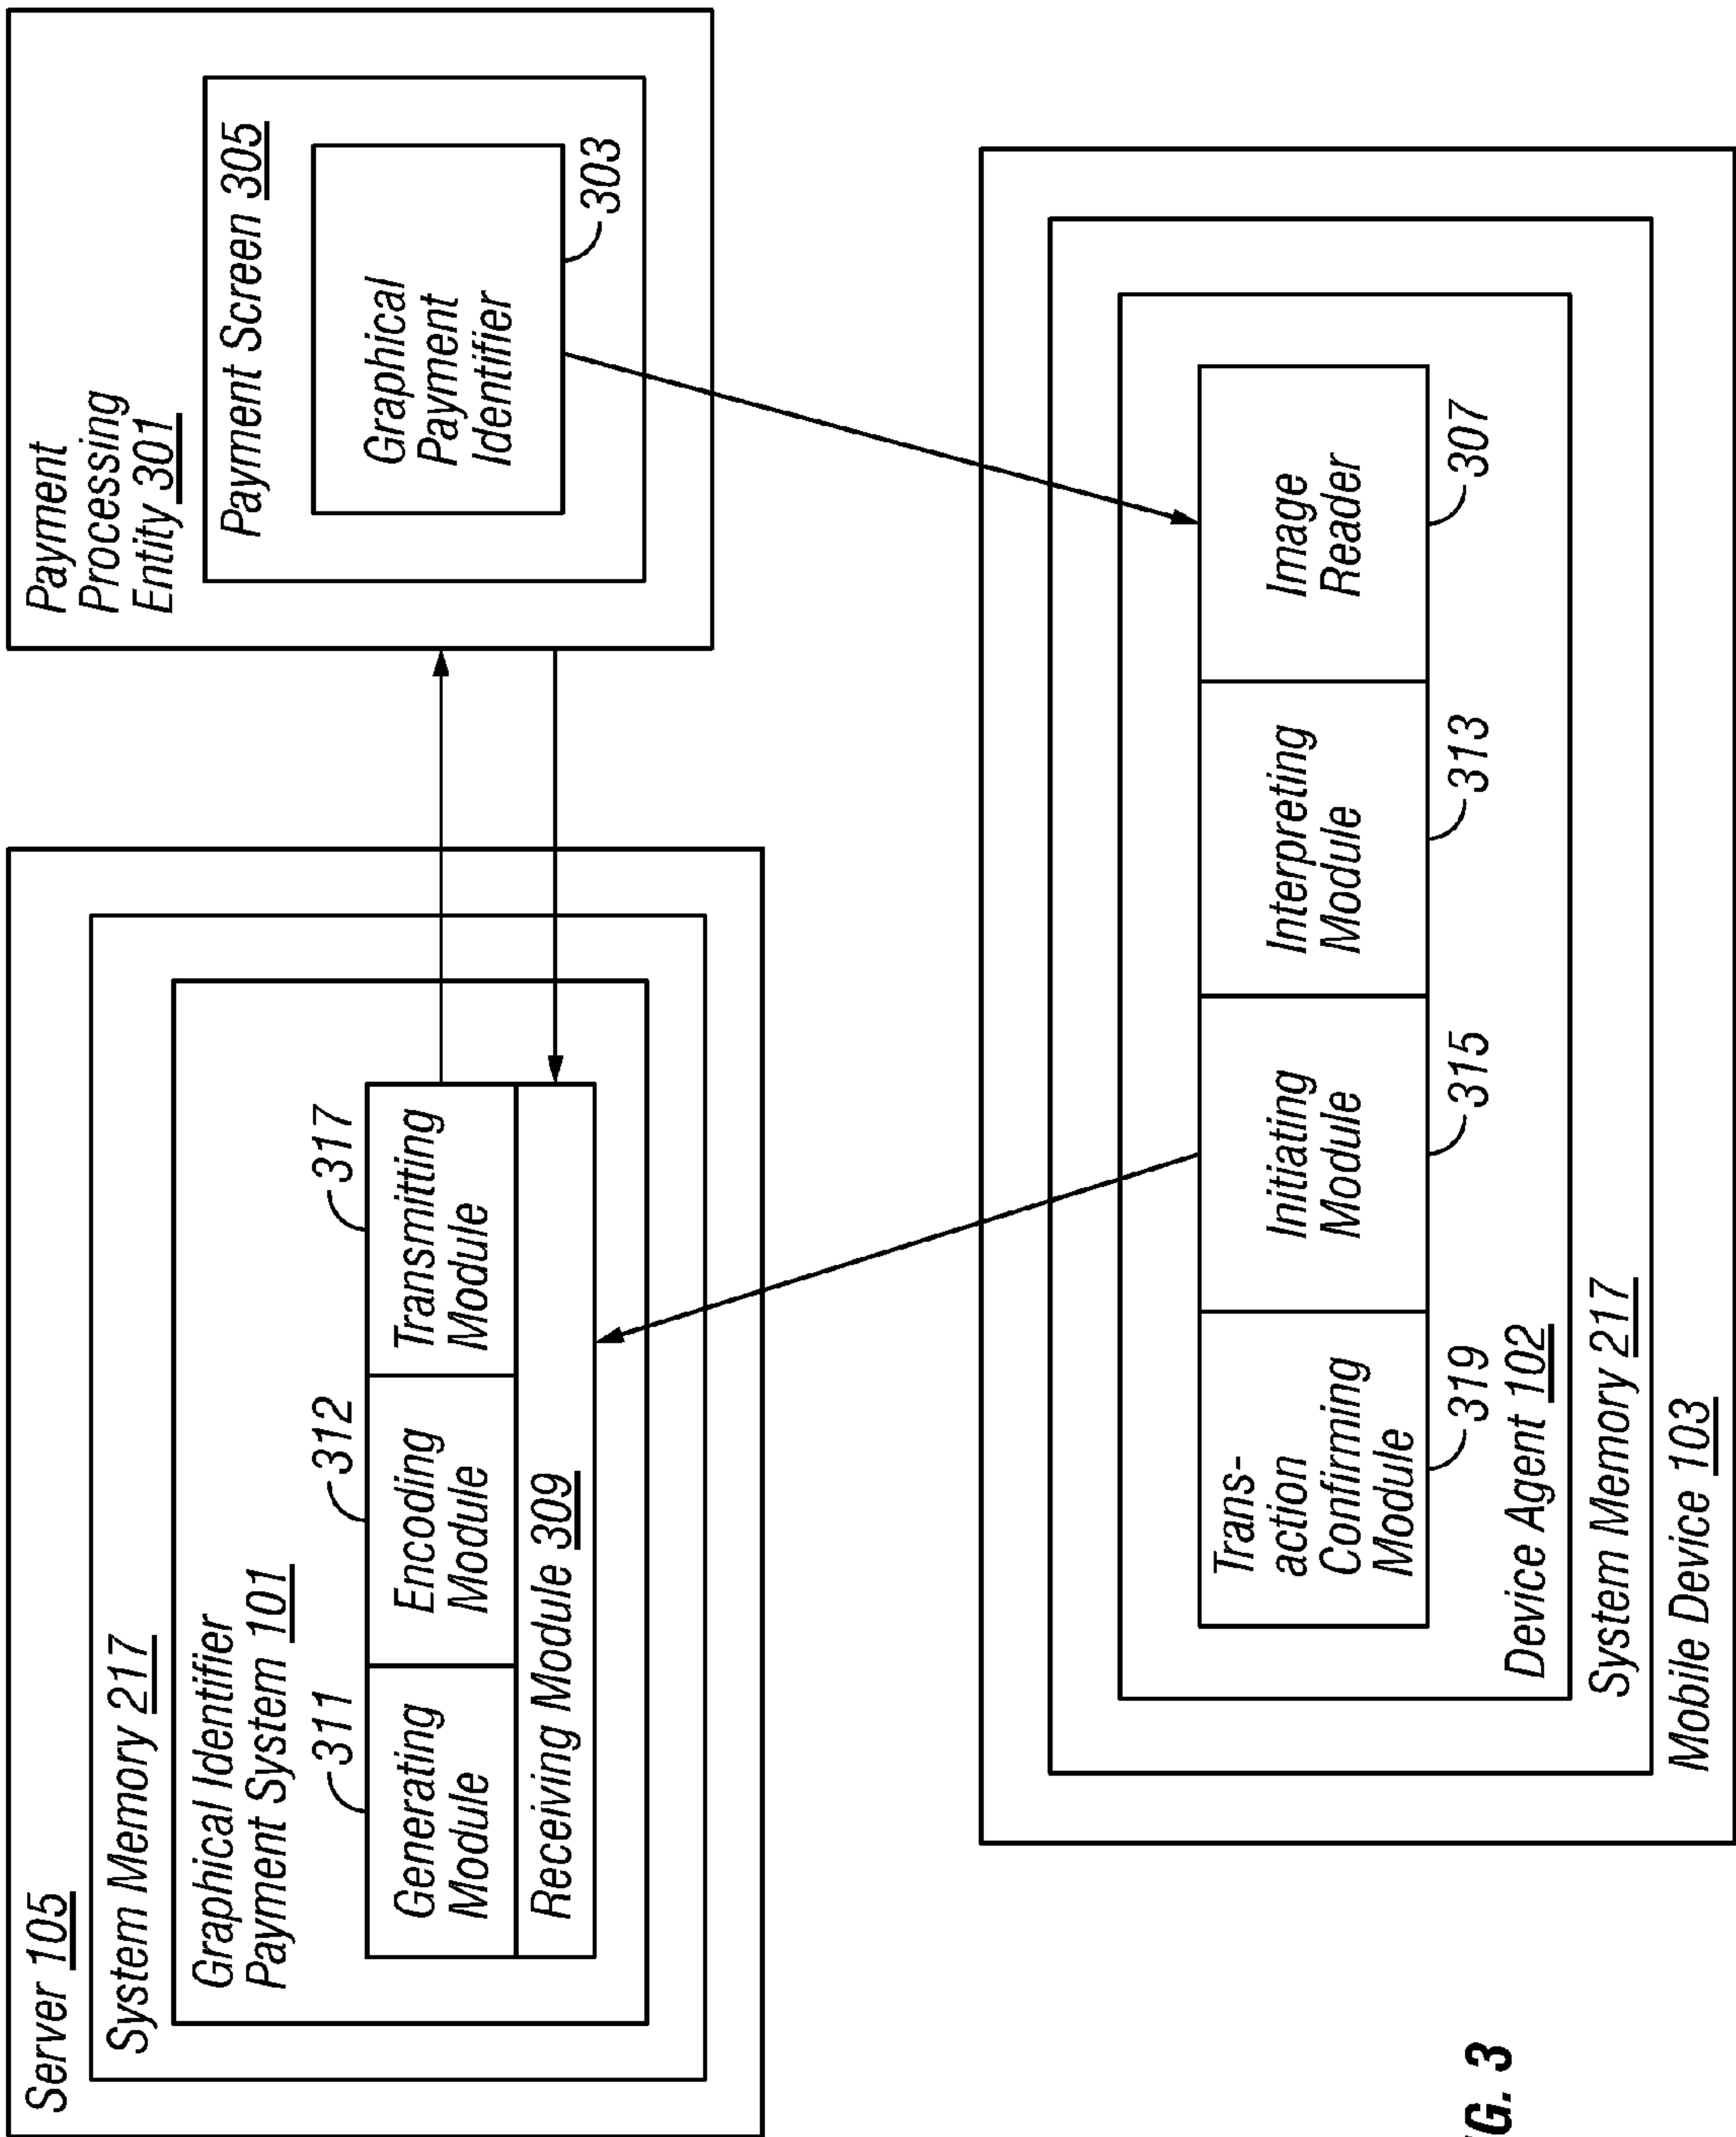 Server 105
System Memory 217
Graphical Identifier
Payment System 101
311
312
317
Generating
Module
Encoding
Module
Transmitting
Module
Receiving Module 309
Payment
Processing
Entity 301
Payment Screen 305
Graphical
Payment
Identifier
303
Trans-
action
Confirming
Module
Initiating
Module
Interpreting
Module
Image
Reader
319
315
313
307
Device Agent 102
System Memory 217
Mobile Device 103
G. 3